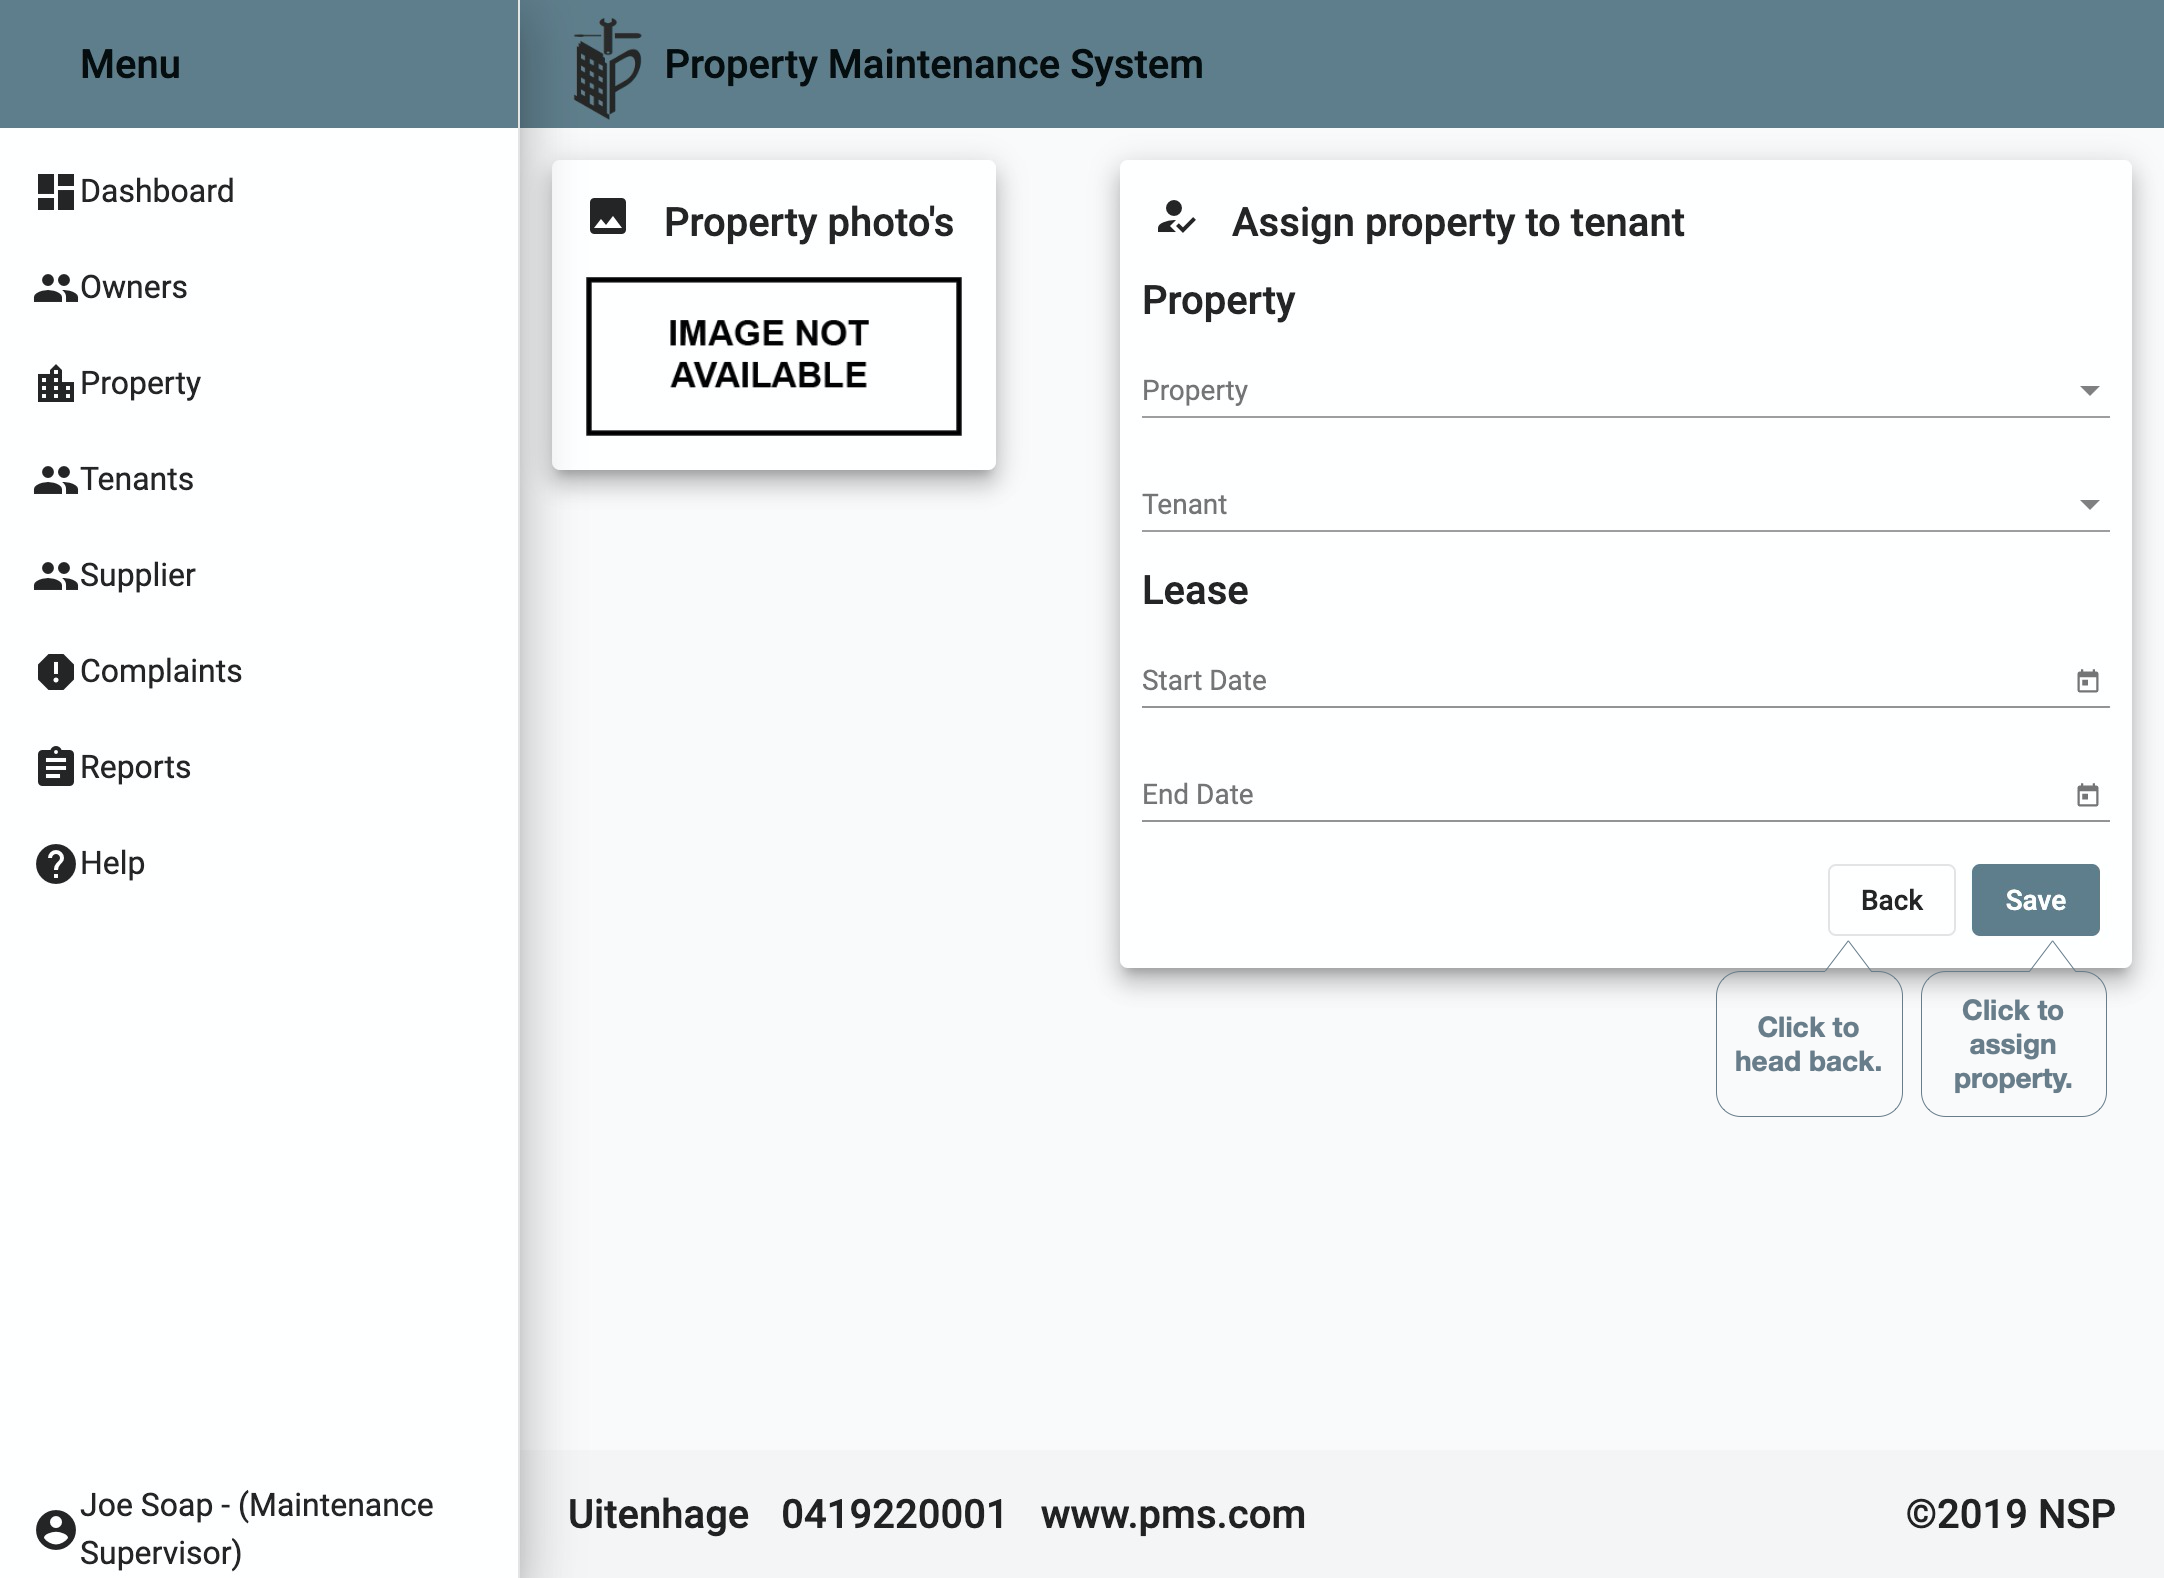 Menu
Property Maintenance System
Dashboard
Owners
Property
Tenants
Supplier
Complaints
Reports
Help
Joe Soap - (Maintenance
Supervisor)
Property photo's
IMAGE NOT
AVAILABLE
Assign property to tenant
Property
Property
Tenant
Lease
Start Date
End Date
Back
Save
Click to
head back.
Click to
assign
property.
Uitenhage 0419220001 www.pms.com
©2019 NSP